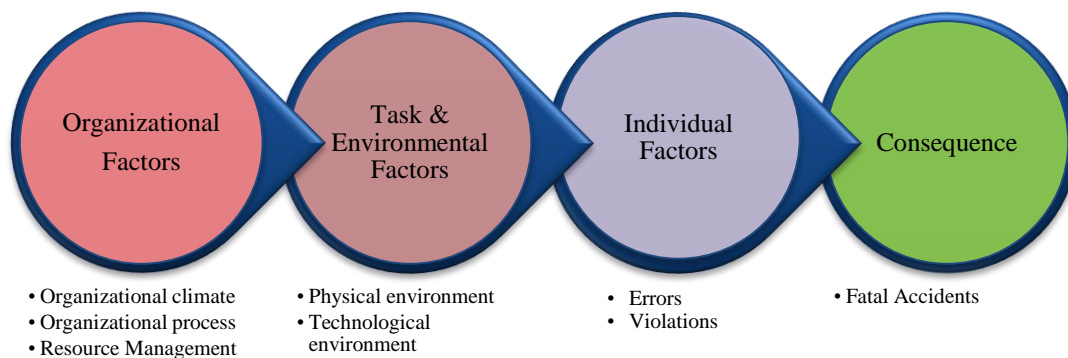 Organizational
Factors
Task &
Environmental
Factors
Individual
Factors
Consequence
• Organizational climate
• Organizational process
• Resource Management
• Physical environment
• Technological
environment
• Errors
• Violations
• Fatal Accidents